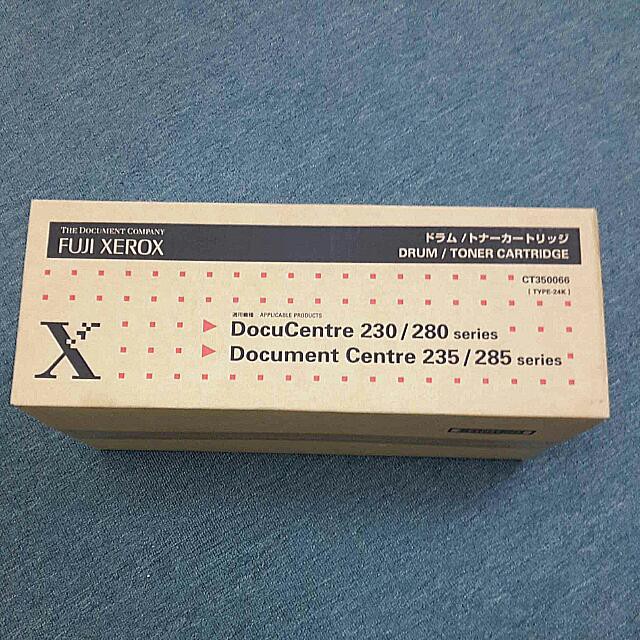 THE DOCUMENT COMPANY
FUJI XEROX
ドラム/トナーカートリッジ
DRUM / TONER CARTRIDGE
CT350066
( TYPE-24K )
適用機種 APPLICABLE PRODUCTS
DocuCentre 230/280 series
Document Centre 235/285 series
X